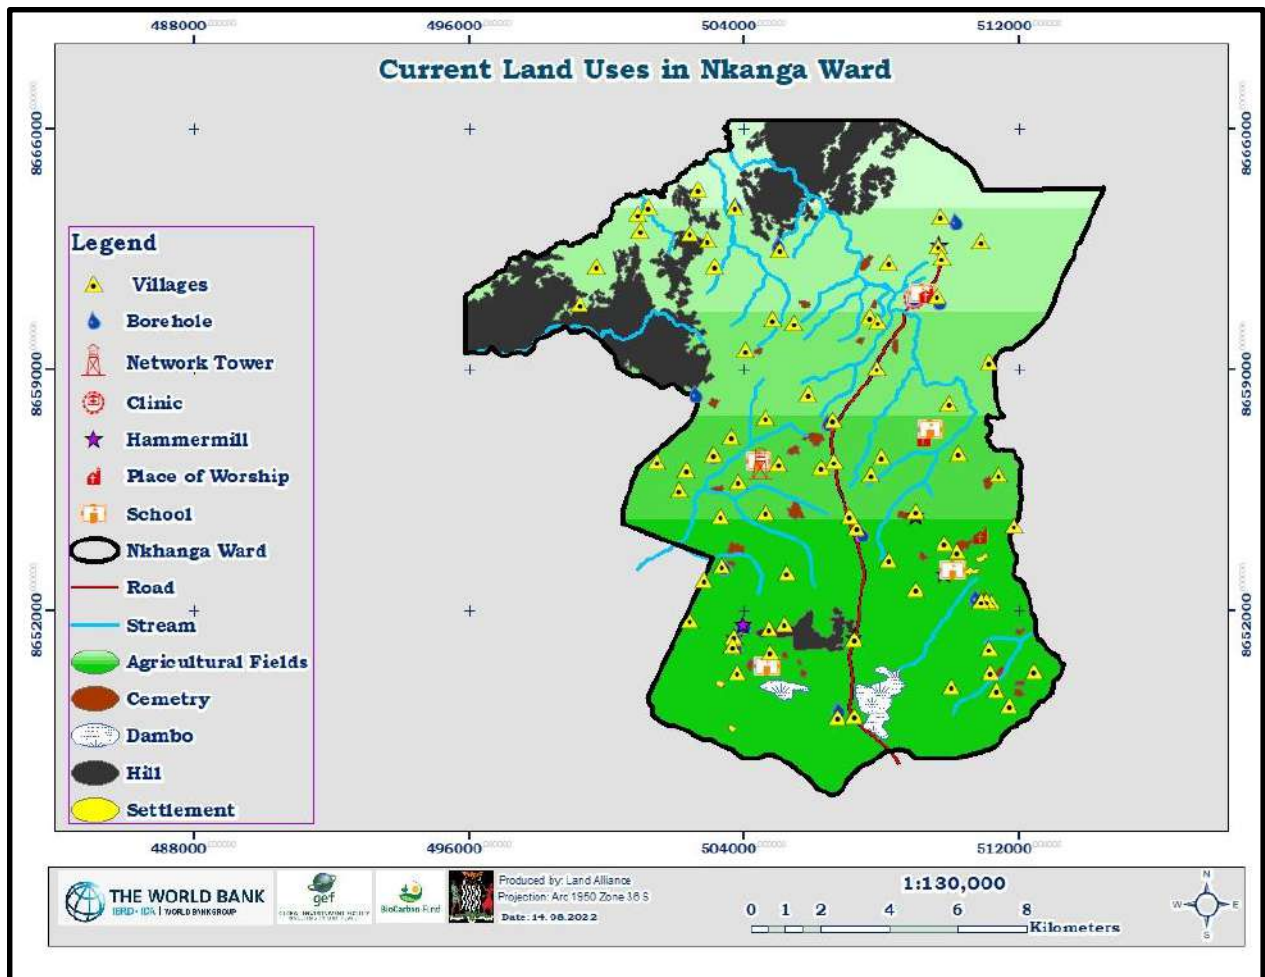 488000 496000 504000 512000
Current Land Uses in Nkanga Ward
8666000 8666000
8659000 8659000
8652000 8652000
Legend
Villages
Borehole
Network Tower
Clinic
Hammermill
Place of Worship
School
Nkhanga Ward
Road
Stream
Agricultural Fields
Cemetry
Dambo
Hill
Settlement
488000 496000 504000 512000
THE WORLD BANK
IBRD • IDA | WORLD BANK GROUP
gef
BioCarbon Fund
Produced by: Land Alliance
Projection: Arc 1950 Zone 36 S
Date: 14.08.2022
1:130,000
0 1 2 4 6 8
Kilometers
N
W E
S